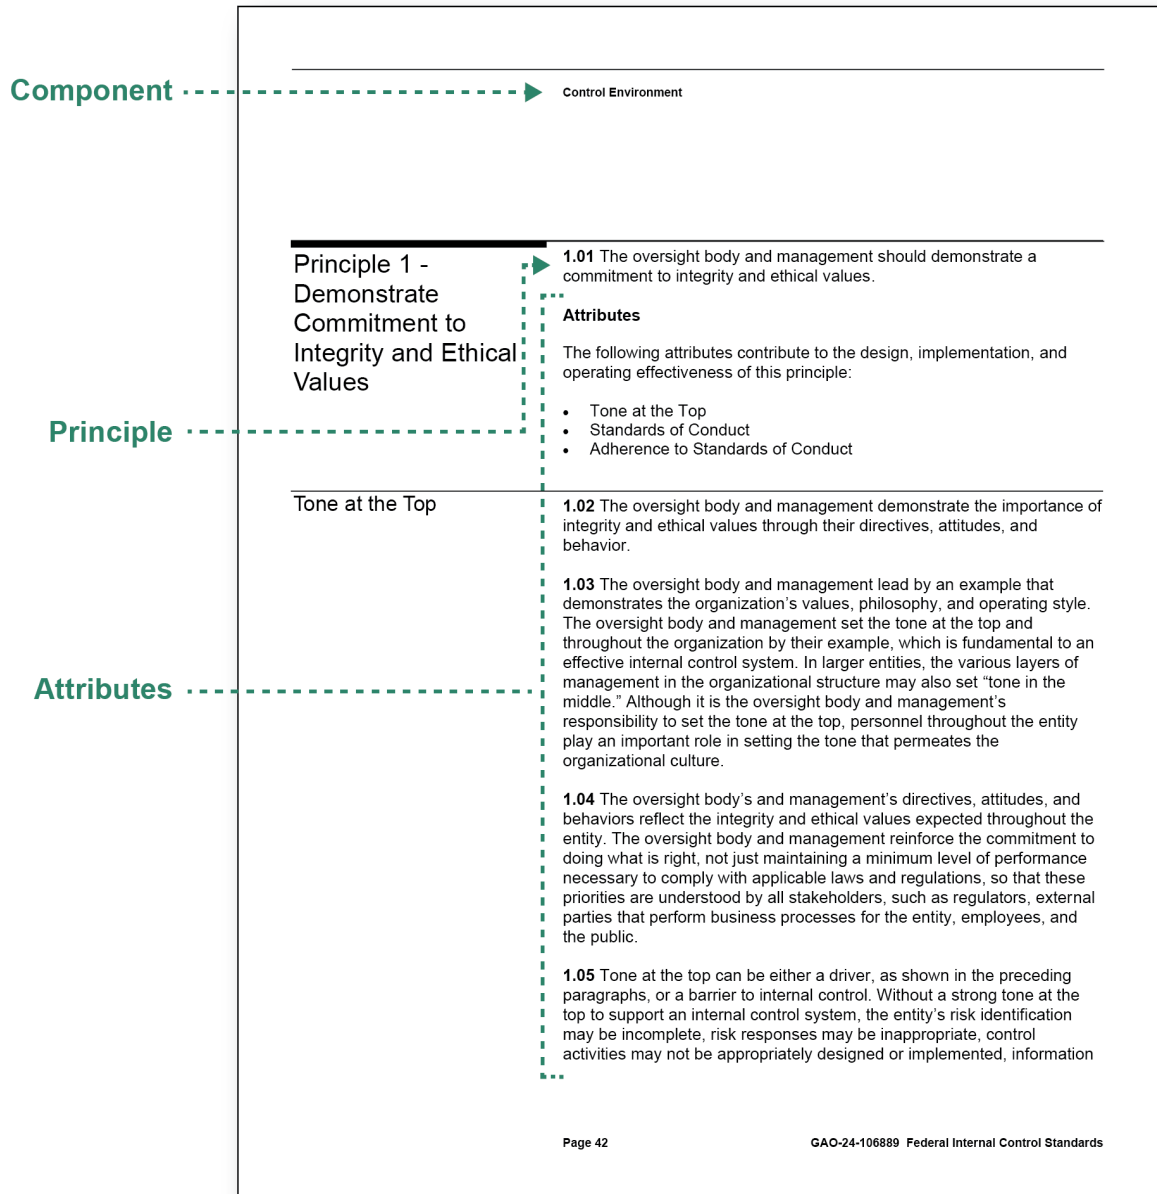 Component
Control Environment
Principle 1 -
Demonstrate
Commitment to
Integrity and Ethical
Values
1.01 The oversight body and management should demonstrate a
commitment to integrity and ethical values.
Attributes
The following attributes contribute to the design, implementation, and
operating effectiveness of this principle:
• Tone at the Top
• Standards of Conduct
• Adherence to Standards of Conduct
Principle
Tone at the Top
1.02 The oversight body and management demonstrate the importance of
integrity and ethical values through their directives, attitudes, and
behavior.
1.03 The oversight body and management lead by an example that
demonstrates the organization's values, philosophy, and operating style.
The oversight body and management set the tone at the top and
throughout the organization by their example, which is fundamental to an
effective internal control system. In larger entities, the various layers of
management in the organizational structure may also set “tone in the
middle.” Although it is the oversight body and management's
responsibility to set the tone at the top, personnel throughout the entity
play an important role in setting the tone that permeates the
organizational culture.
Attributes
1.04 The oversight body's and management's directives, attitudes, and
behaviors reflect the integrity and ethical values expected throughout the
entity. The oversight body and management reinforce the commitment to
doing what is right, not just maintaining a minimum level of performance
necessary to comply with applicable laws and regulations, so that these
priorities are understood by all stakeholders, such as regulators, external
parties that perform business processes for the entity, employees, and
the public.
1.05 Tone at the top can be either a driver, as shown in the preceding
paragraphs, or a barrier to internal control. Without a strong tone at the
top to support an internal control system, the entity's risk identification
may be incomplete, risk responses may be inappropriate, control
activities may not be appropriately designed or implemented, information
Page 42
GAO-24-106889 Federal Internal Control Standards